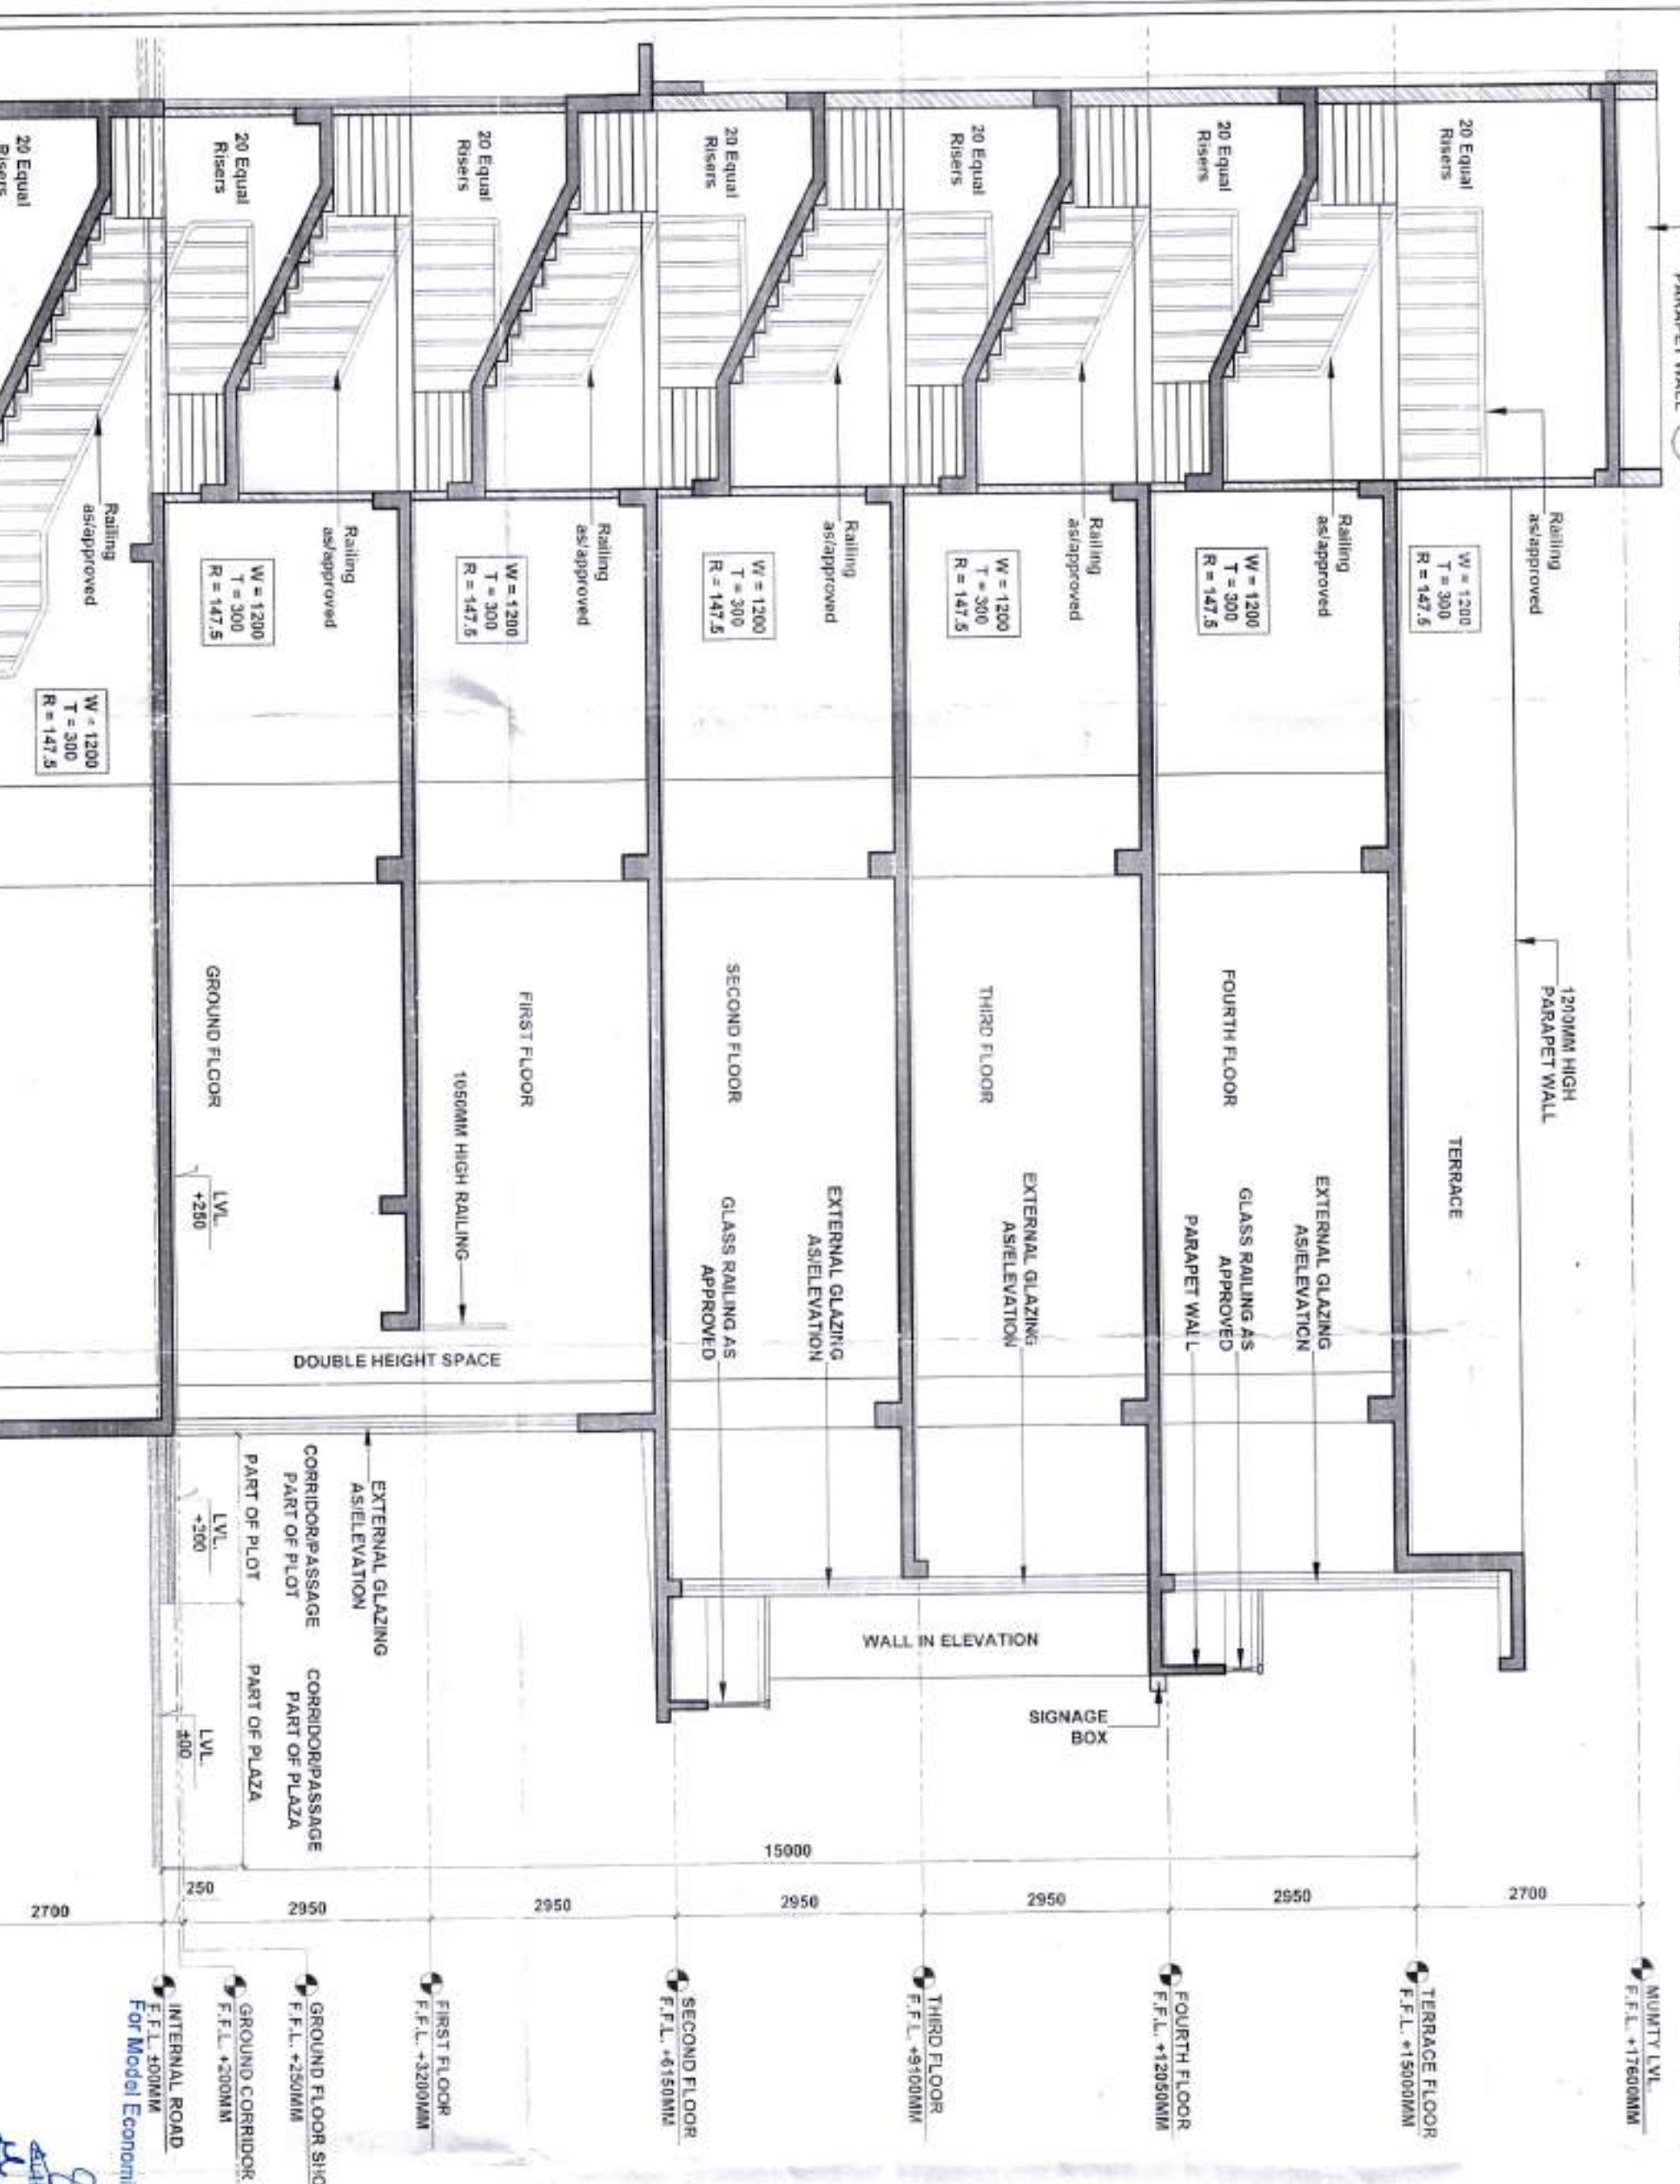 PARAPET WALL
MUMTY LVL.
F.F.L. +17600MM
2700
20 Equal
Risers
Railing
as/approved
W = 1200
T = 300
R = 147.5
1200MM HIGH
PARAPET WALL
TERRACE
TERRACE FLOOR
F.F.L. +15000MM
15000
2950
20 Equal
Risers
Railing
as/approved
W = 1200
T = 300
R = 147.5
FOURTH FLOOR
EXTERNAL GLAZING
AS/ELEVATION
GLASS RAILING AS
APPROVED
PARAPET WALL
SIGNAGE
BOX
FOURTH FLOOR
F.F.L. +12050MM
2950
20 Equal
Risers
Railing
as/approved
W = 1200
T = 300
R = 147.5
THIRD FLOOR
EXTERNAL GLAZING
AS/ELEVATION
WALL IN ELEVATION
THIRD FLOOR
F.F.L. +9100MM
2950
20 Equal
Risers
Railing
as/approved
W = 1200
T = 300
R = 147.5
SECOND FLOOR
EXTERNAL GLAZING
AS/ELEVATION
GLASS RAILING AS
APPROVED
SECOND FLOOR
F.F.L. +6150MM
2950
20 Equal
Risers
Railing
as/approved
W = 1200
T = 300
R = 147.5
FIRST FLOOR
1050MM HIGH RAILING
DOUBLE HEIGHT SPACE
FIRST FLOOR
F.F.L. +3200MM
2950
20 Equal
Risers
Railing
as/approved
W = 1200
T = 300
R = 147.5
GROUND FLOOR
LVL.
+250
EXTERNAL GLAZING
AS/ELEVATION
CORRIDOR/PASSAGE
PART OF PLOT
CORRIDOR/PASSAGE
PART OF PLAZA
PART OF PLOT
PART OF PLAZA
LVL.
+200
LVL.
±00
250
GROUND FLOOR SHO
F.F.L. +250MM
GROUND CORRIDOR
F.F.L. +200MM
INTERNAL ROAD
F.F.L. ±00MM
2700
20 Equal
Risers
Railing
as/approved
W = 1200
T = 300
R = 147.5
For Model Economi